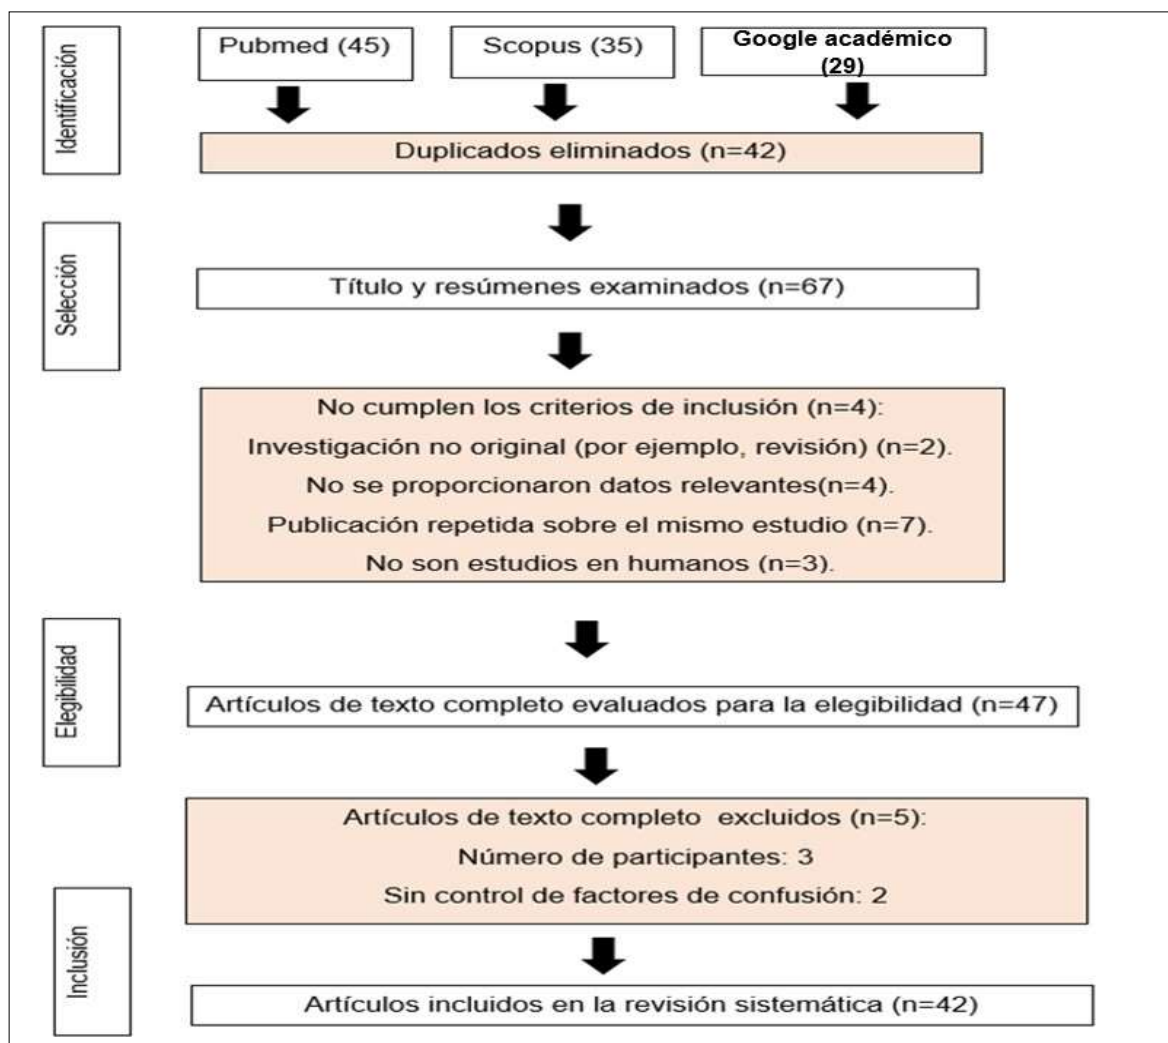 Identificación
Pubmed (45)
Scopus (35)
Google académico
(29)
Duplicados eliminados (n=42)
Selección
Título y resúmenes examinados (n=67)
No cumplen los criterios de inclusión (n=4):
Investigación no original (por ejemplo, revisión) (n=2).
No se proporcionaron datos relevantes(n=4).
Publicación repetida sobre el mismo estudio (n=7).
No son estudios en humanos (n=3).
Elegibilidad
Artículos de texto completo evaluados para la elegibilidad (n=47)
Artículos de texto completo excluidos (n=5):
Número de participantes: 3
Sin control de factores de confusión: 2
Inclusión
Artículos incluidos en la revisión sistemática (n=42)